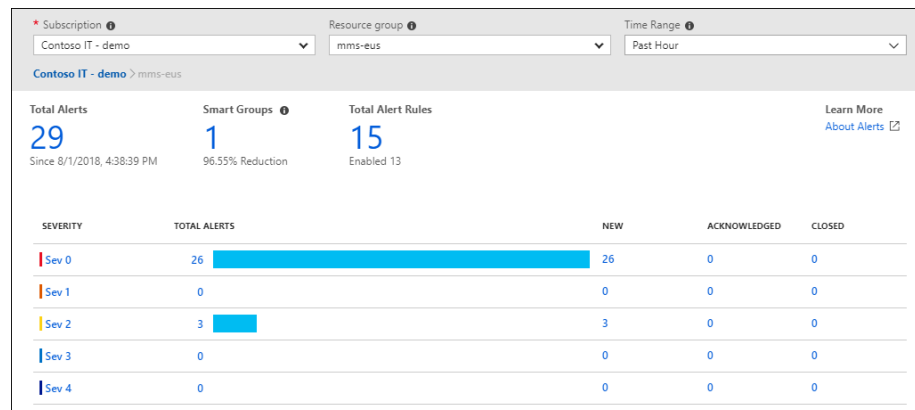 * Subscription Resource group Time Range
Contoso IT - demo mms-eus Past Hour
Contoso IT - demo > mms-eus
Total Alerts Smart Groups Total Alert Rules Learn More
29 1 15 About Alerts
Since 8/1/2018, 4:38:39 PM 96.55% Reduction Enabled 13
SEVERITY TOTAL ALERTS NEW ACKNOWLEDGED CLOSED
Sev 0 26 26 0 0
Sev 1 0 0 0 0
Sev 2 3 3 0 0
Sev 3 0 0 0 0
Sev 4 0 0 0 0